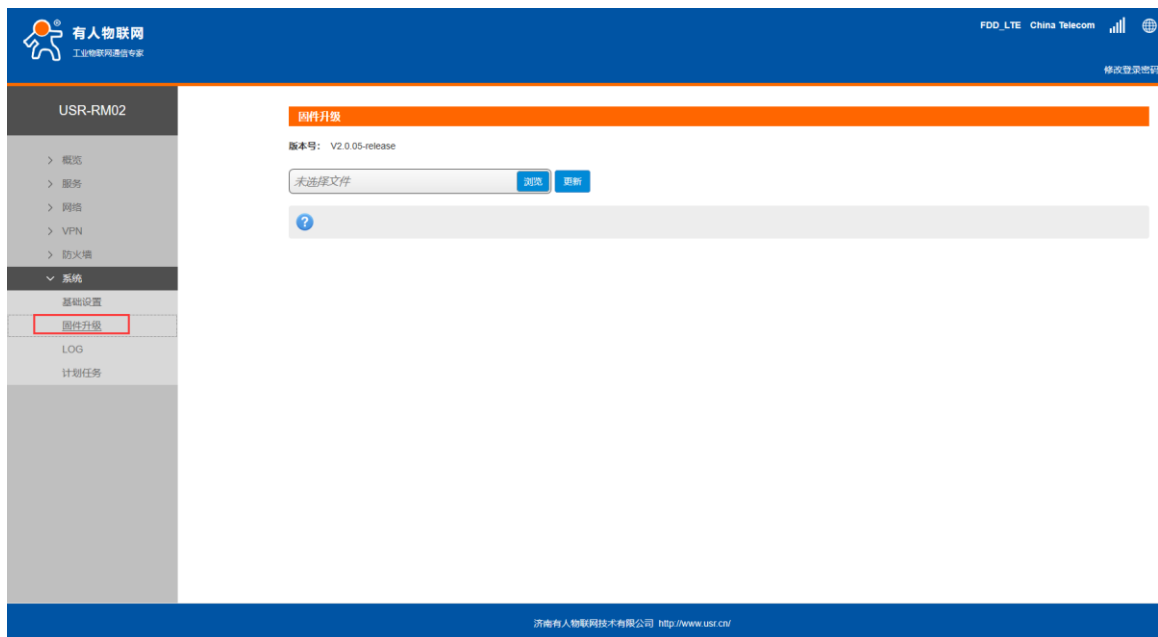 有人物联网
工业物联网通信专家
FDD_LTE China Telecom
修改登录密码
USR-RM02
概览
服务
网络
VPN
防火墙
系统
基础设置
固件升级
LOG
计划任务
固件升级
版本号： V2.0.05-release
未选择文件 浏览 更新
济南有人物联网技术有限公司 http://www.usr.cn/